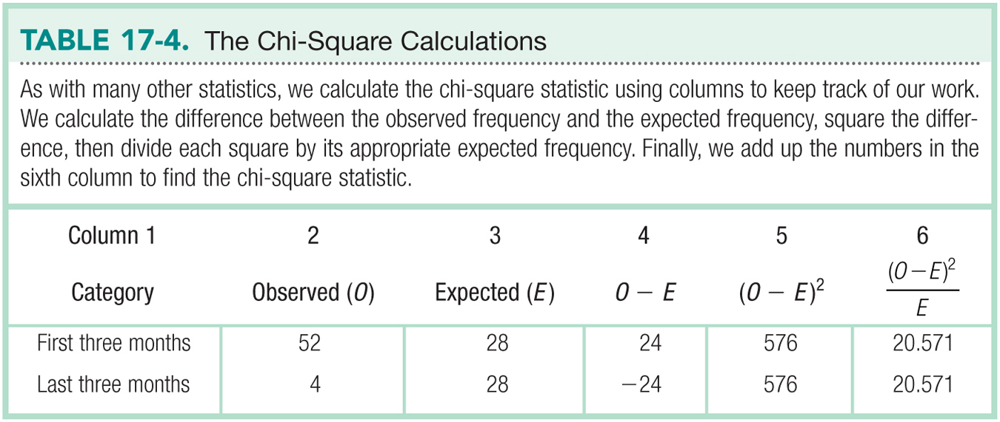 TABLE 17-4. The Chi-Square Calculations
As with many other statistics, we calculate the chi-square statistic using columns to keep track of our work.
We calculate the difference between the observed frequency and the expected frequency, square the differ-
ence, then divide each square by its appropriate expected frequency. Finally, we add up the numbers in the
sixth column to find the chi-square statistic.
Column 1 2 3 4 5 6
Category Observed (O) Expected (E) O − E (O − E)² (O−E)²/E
First three months 52 28 24 576 20.571
Last three months 4 28 −24 576 20.571